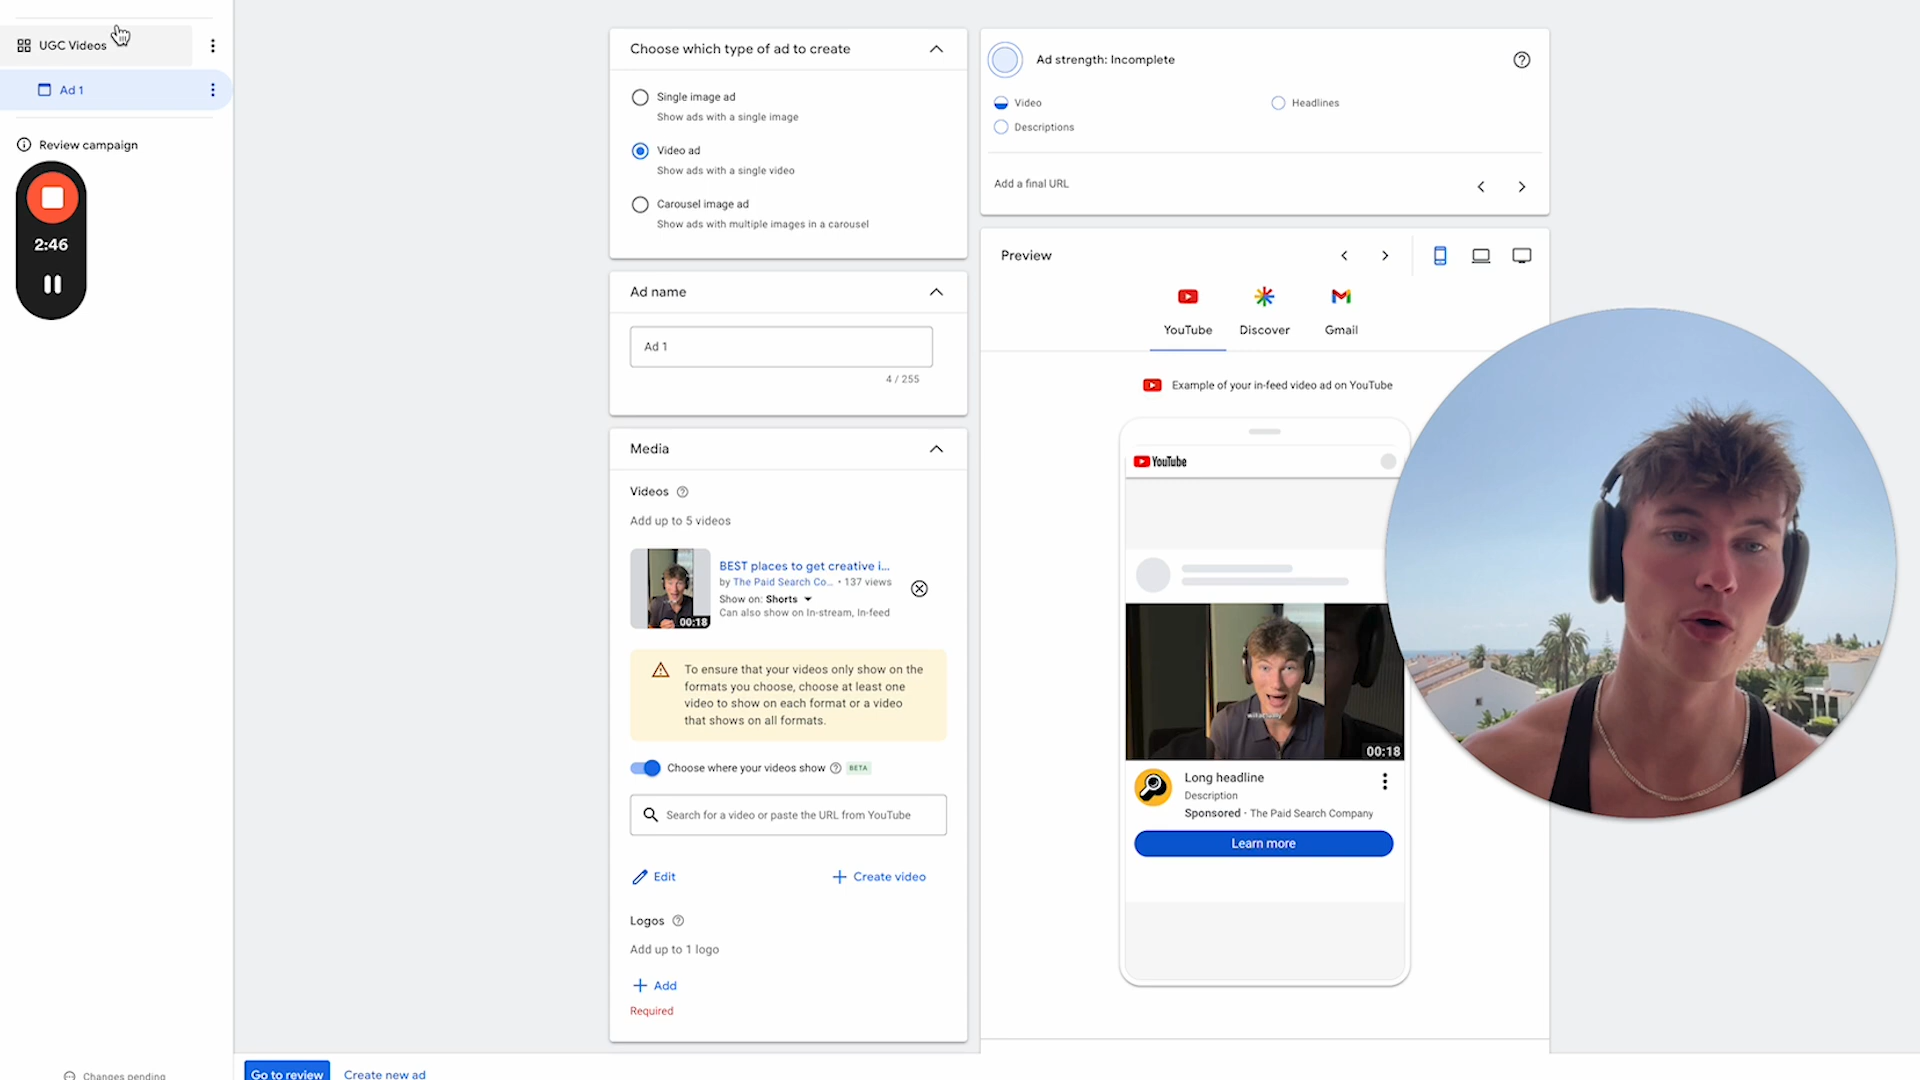 UGC Videos
Ad 1
Review campaign
2:46
Changes pending
Choose which type of ad to create
Single image ad
Show ads with a single image
Video ad
Show ads with a single video
Carousel image ad
Show ads with multiple images in a carousel
Ad name
Ad 1
4 / 255
Media
Videos
Add up to 5 videos
00:18
BEST places to get creative i...
by The Paid Search Co... • 137 views
Show on: Shorts
Can also show on In-stream, In-feed
To ensure that your videos only show on the
formats you choose, choose at least one
video to show on each format or a video
that shows on all formats.
Choose where your videos show BETA
Search for a video or paste the URL from YouTube
Edit
Create video
Logos
Add up to 1 logo
Add
Required
Go to review
Create new ad
Ad strength: Incomplete
Video
Headlines
Descriptions
Add a final URL
Preview
YouTube
Discover
Gmail
Example of your in-feed video ad on YouTube
YouTube
00:18
Long headline
Description
Sponsored · The Paid Search Company
Learn more